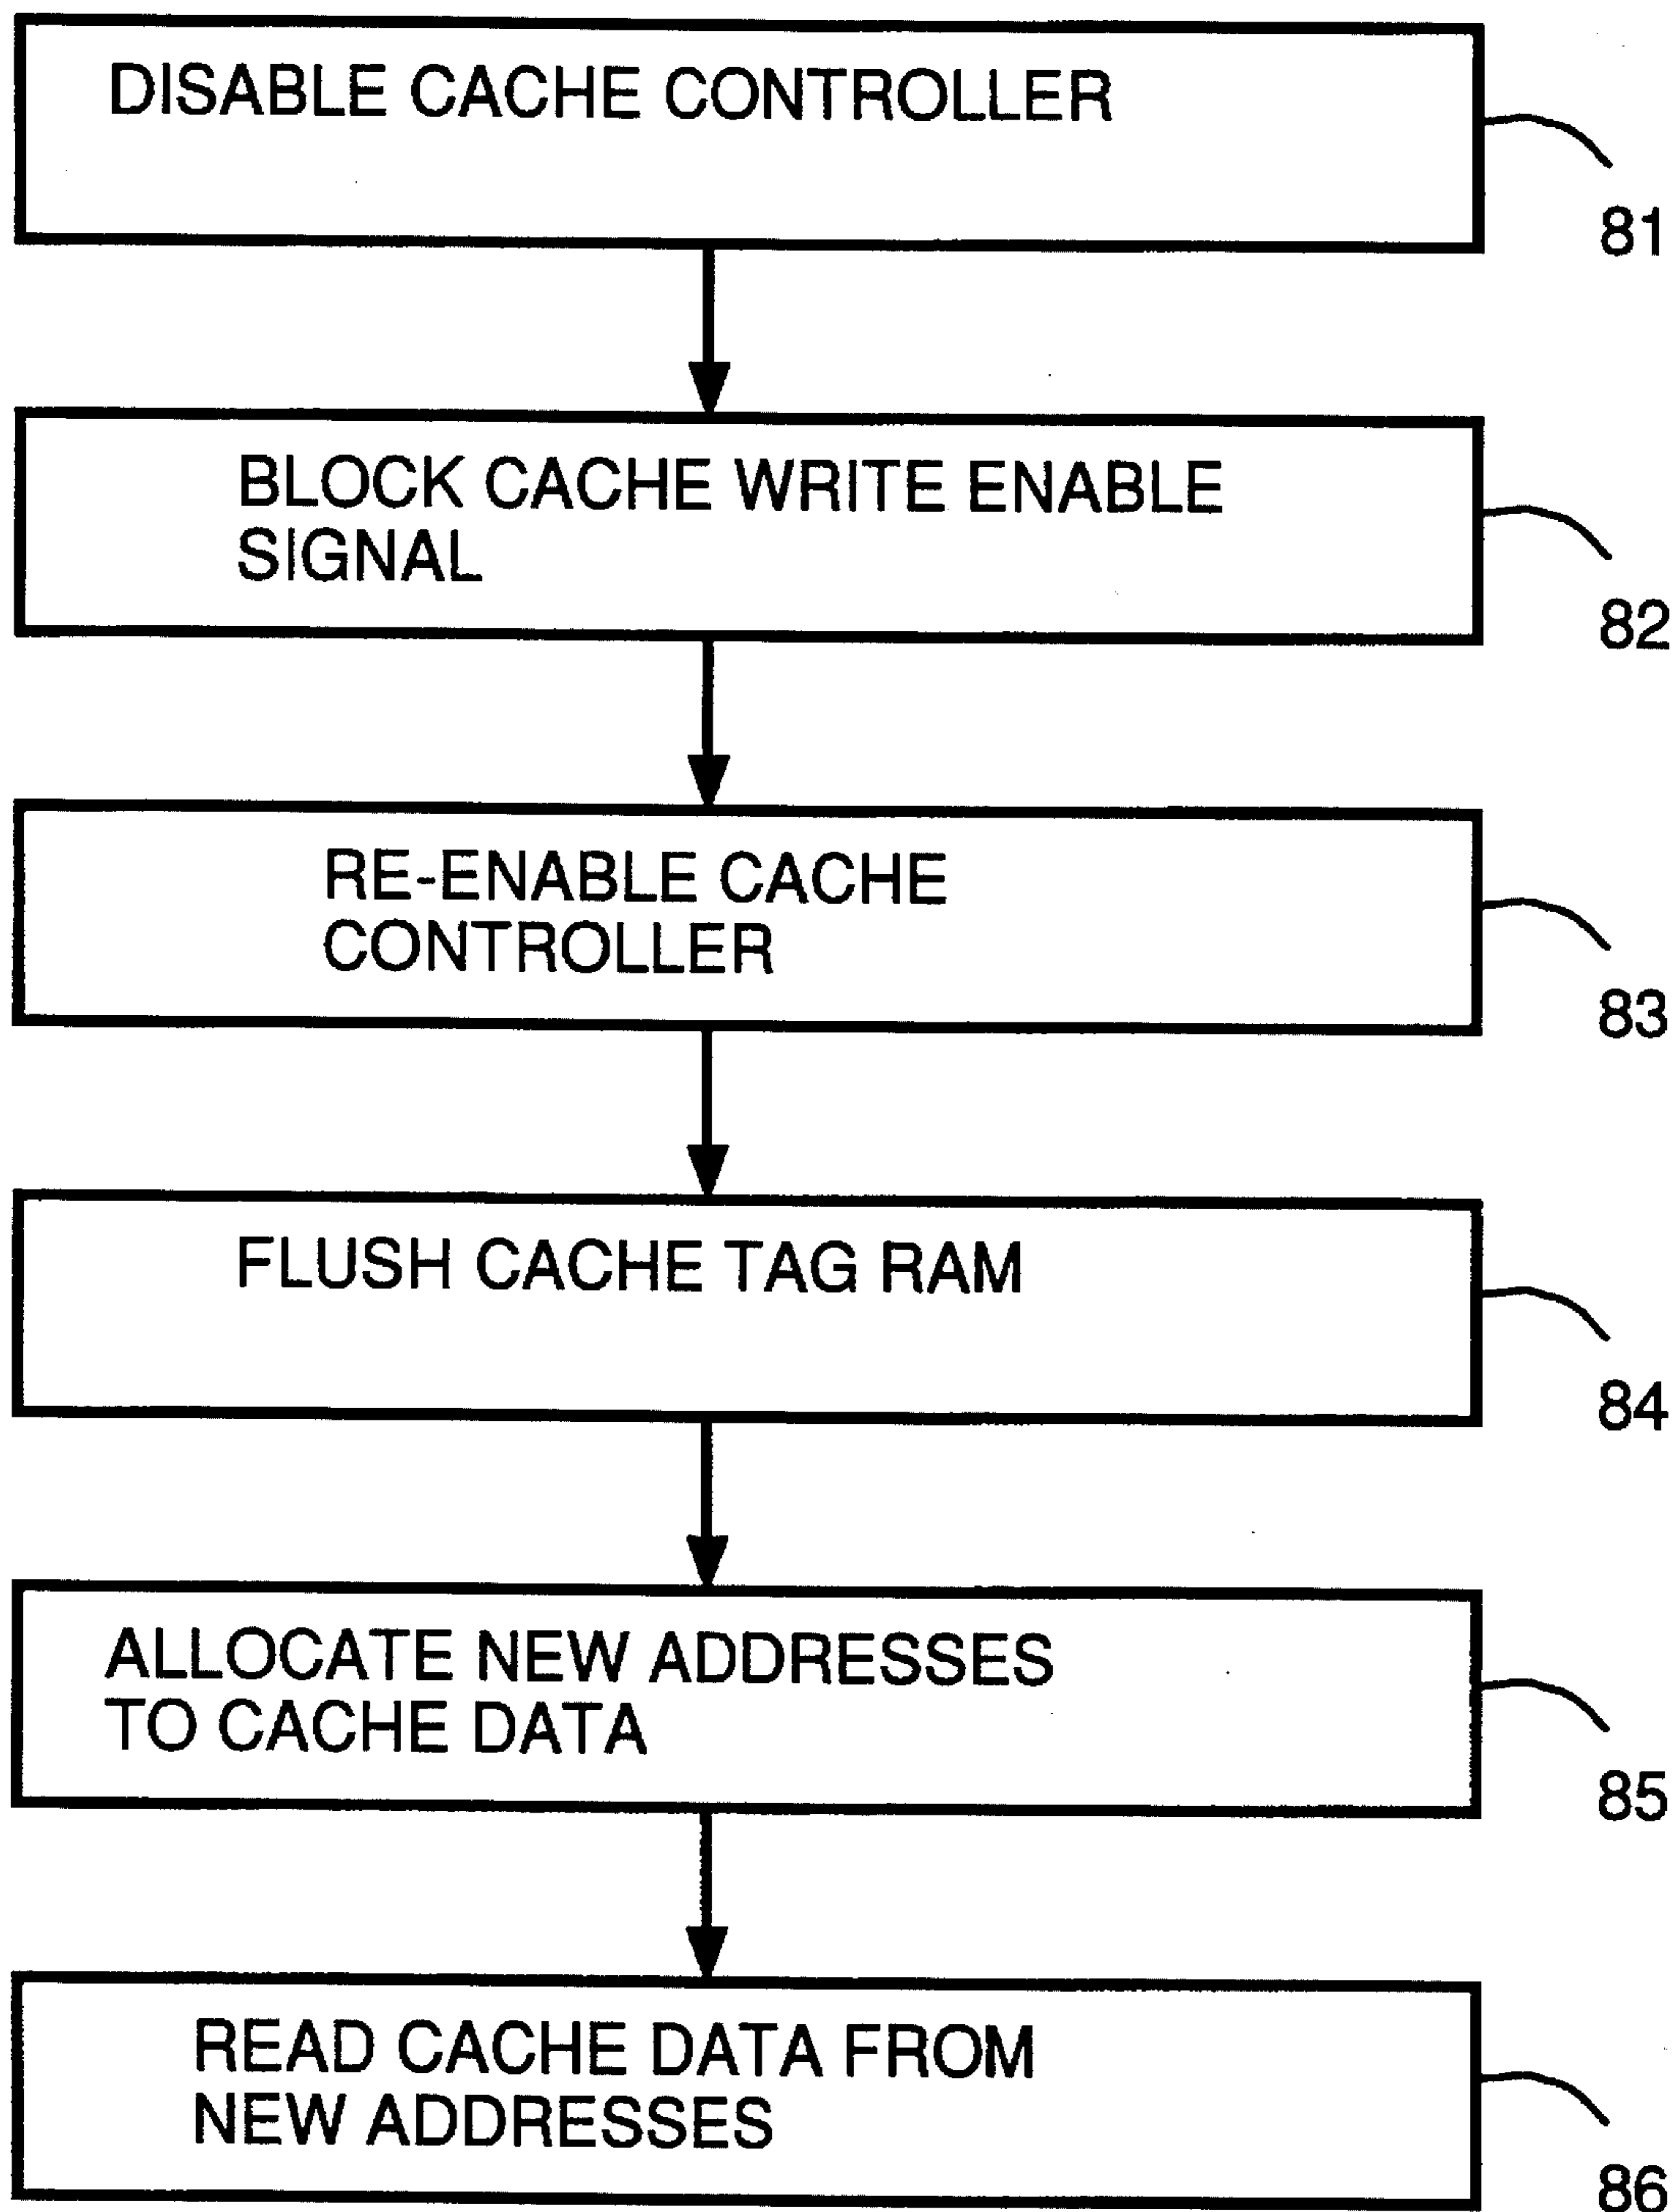 DISABLE CACHE CONTROLLER
81
BLOCK CACHE WRITE ENABLE
SIGNAL
82
RE-ENABLE CACHE
CONTROLLER
83
FLUSH CACHE TAG RAM
84
ALLOCATE NEW ADDRESSES
TO CACHE DATA
85
READ CACHE DATA FROM
NEW ADDRESSES
86